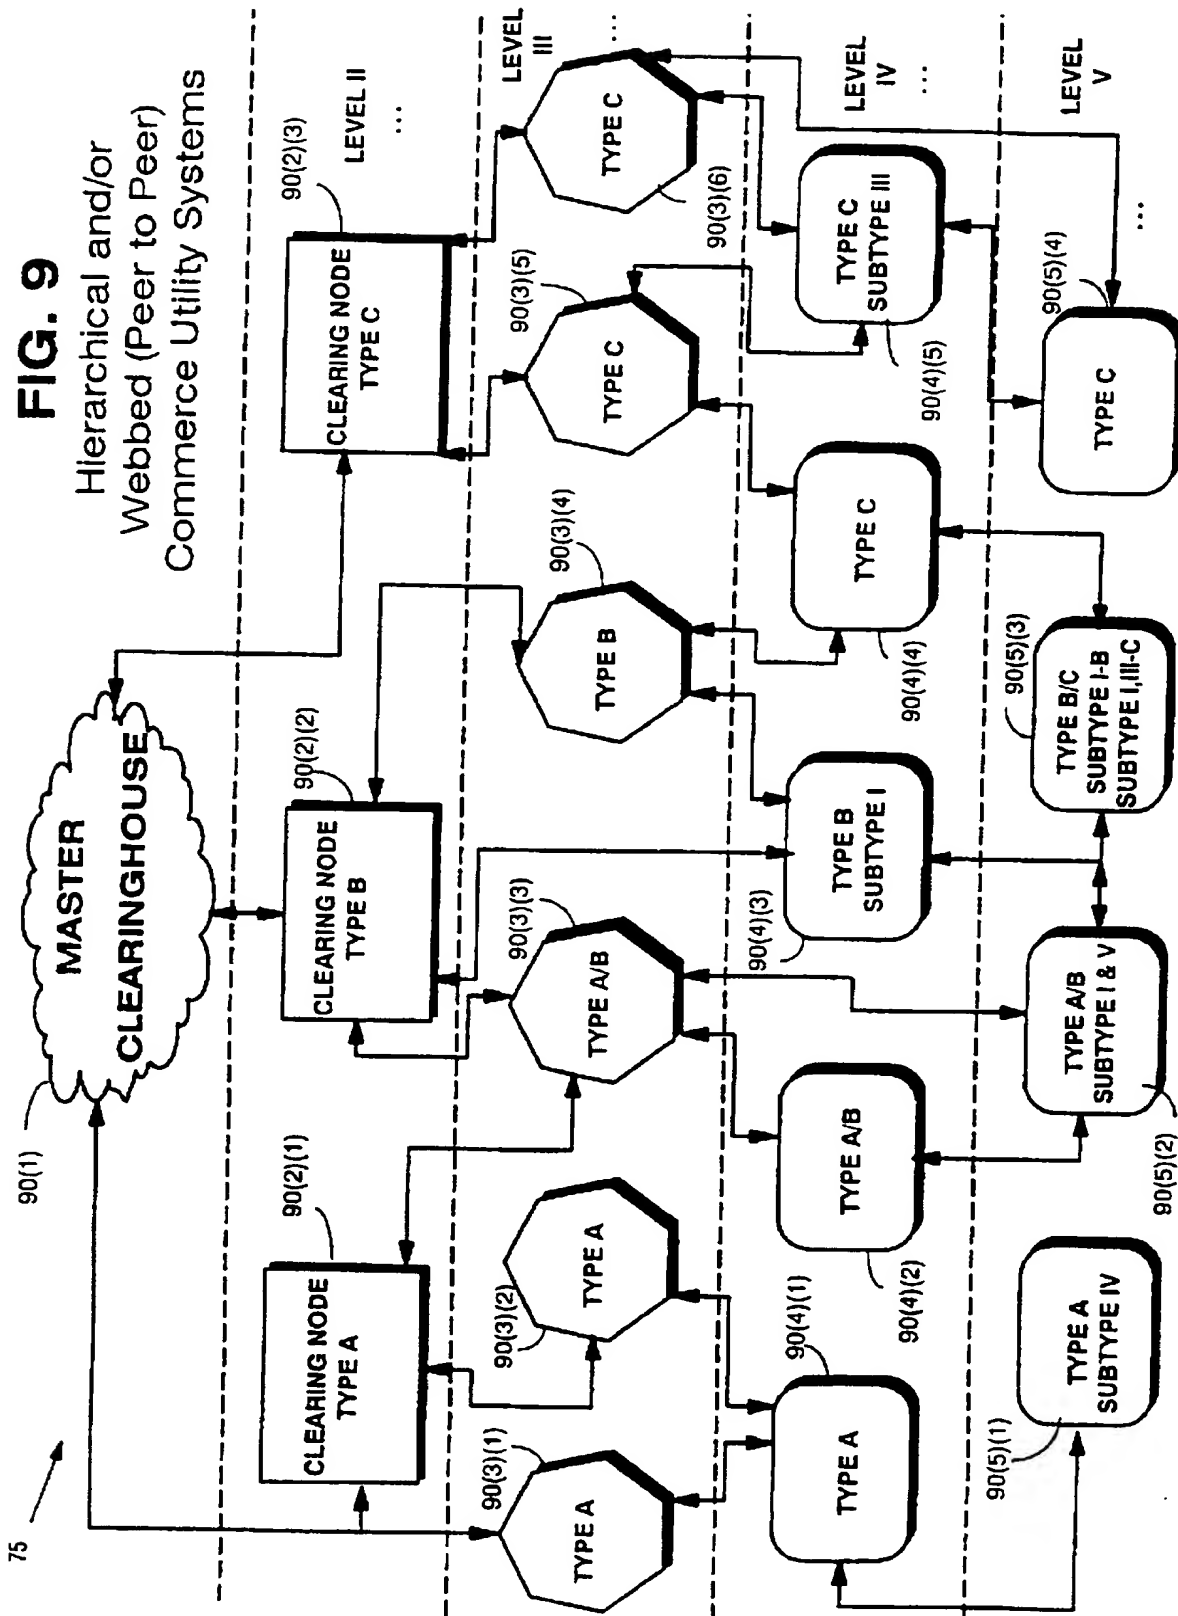 FIG. 9
Hierarchical and/or
Webbed (Peer to Peer)
Commerce Utility Systems
75
90(1)
MASTER
CLEARINGHOUSE
LEVEL II
...
90(2)(1)
CLEARING NODE
TYPE A
90(2)(2)
CLEARING NODE
TYPE B
90(2)(3)
CLEARING NODE
TYPE C
LEVEL
III
...
90(3)(1)
TYPE A
90(3)(2)
TYPE A
90(3)(3)
TYPE A/B
90(3)(4)
TYPE B
90(3)(5)
TYPE C
90(3)(6)
TYPE C
LEVEL
IV
...
90(4)(1)
TYPE A
90(4)(2)
TYPE A/B
90(4)(3)
TYPE B
SUBTYPE I
90(4)(4)
TYPE C
90(4)(5)
TYPE C
SUBTYPE III
LEVEL
V
...
90(5)(1)
TYPE A
SUBTYPE IV
90(5)(2)
TYPE A/B
SUBTYPE I & V
90(5)(3)
TYPE B/C
SUBTYPE I-B
SUBTYPE I,III-C
90(5)(4)
TYPE C